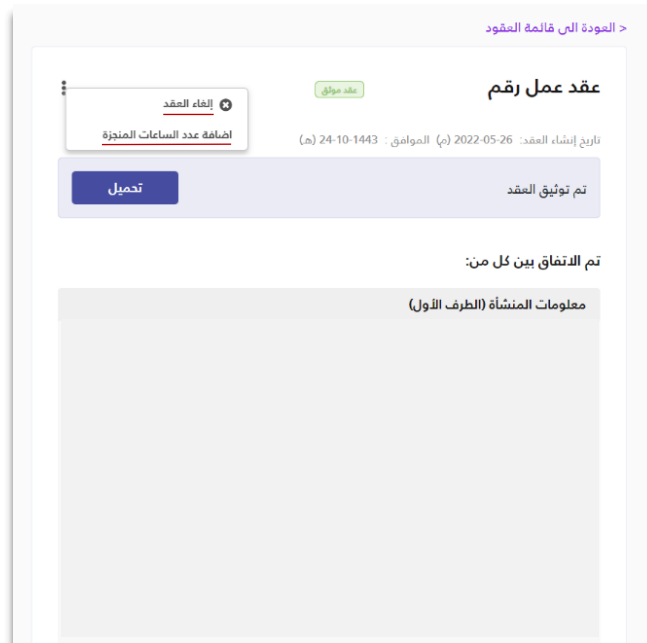 < العودة الى قائمة العقود
عقد عمل رقم
عقد موثق
إلغاء العقد
اضافة عدد الساعات المنجزة
تاريخ إنشاء العقد: 26-05-2022 (م) الموافق : 1443-10-24 (ه)
تم توثيق العقد
تحميل
تم الاتفاق بين كل من:
معلومات المنشأة (الطرف الأول)